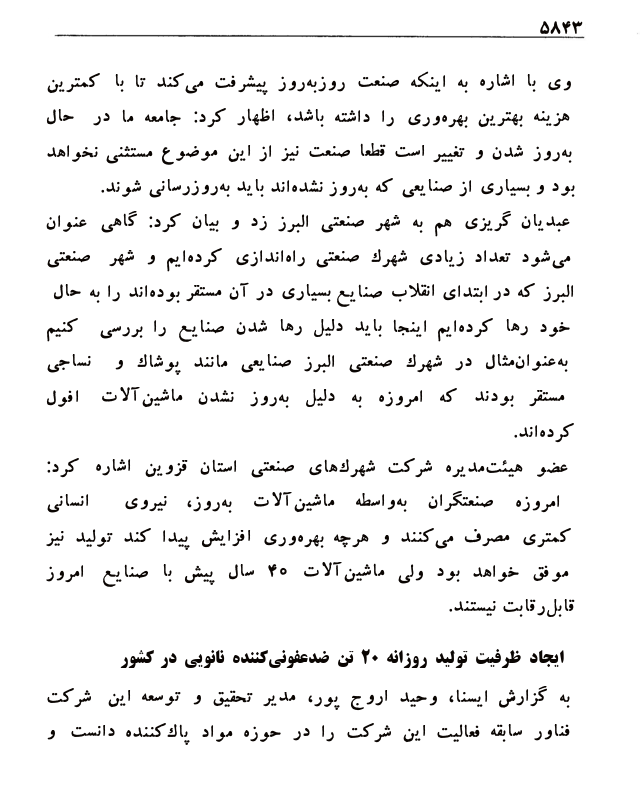 ۵۸۴۳
وی با اشاره به اینکه صنعت روزبه‌روز پیشرفت می‌کند تا با کمترین
هزینه بهترین بهره‌وری را داشته باشد، اظهار کرد: جامعه ما در حال
به‌روز شدن و تغییر است قطعا صنعت نیز از این موضوع مستثنی نخواهد
بود و بسیاری از صنایعی که به‌روز نشده‌اند باید به‌روزرسانی شوند.
عبدیان گریزی هم به شهر صنعتی البرز زد و بیان کرد: گاهی عنوان
می‌شود تعداد زیادی شهرك صنعتی راه‌اندازی کرده‌ایم و شهر صنعتی
البرز که در ابتدای انقلاب صنایع بسیاری در آن مستقر بوده‌اند را به حال
خود رها کرده‌ایم اینجا باید دلیل رها شدن صنایع را بررسی کنیم
به‌عنوان‌مثال در شهرك صنعتی البرز صنایعی مانند پوشاك و نساجی
مستقر بودند که امروزه به دلیل به‌روز نشدن ماشین‌آلات افول
کرده‌اند.
عضو هیئت‌مدیره شرکت شهرك‌های صنعتی استان قزوین اشاره کرد:
امروزه صنعتگران به‌واسطه ماشین‌آلات به‌روز، نیروی انسانی
کمتری مصرف می‌کنند و هرچه بهره‌وری افزایش پیدا کند تولید نیز
موفق خواهد بود ولی ماشین‌آلات ۴۰ سال پیش با صنایع امروز
قابل‌رقابت نیستند.
ایجاد ظرفیت تولید روزانه ۲۰ تن ضدعفونی‌کننده نانویی در کشور
به گزارش ایسنا، وحید اروج پور، مدیر تحقیق و توسعه این شرکت
فناور سابقه فعالیت این شرکت را در حوزه مواد پاك‌کننده دانست و